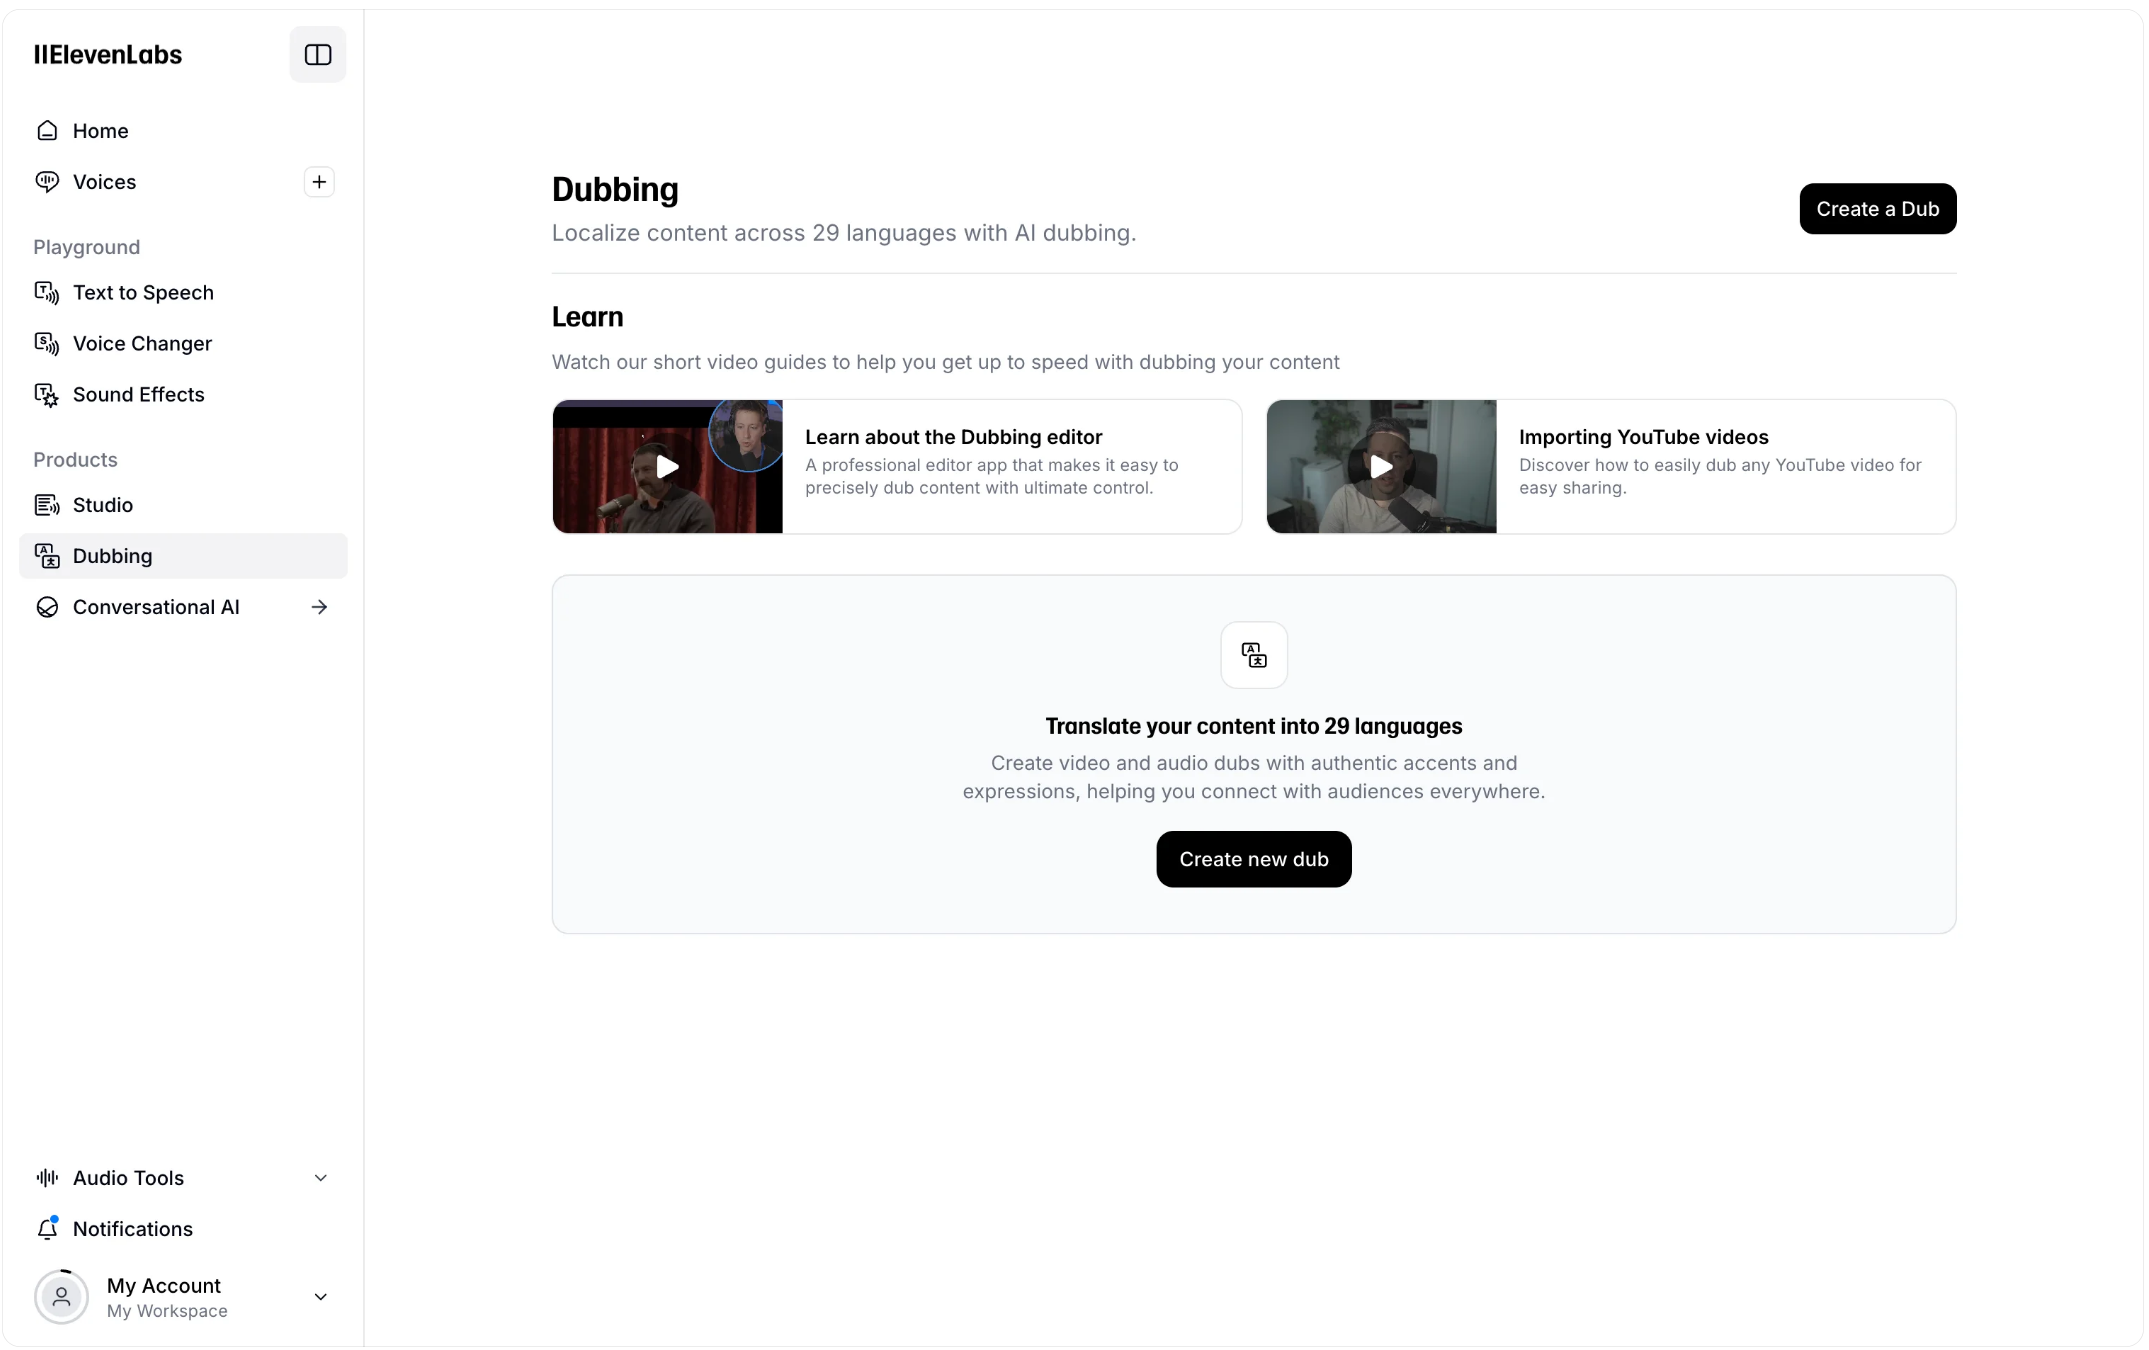 IIElevenLabs
Home
Voices
Playground
Text to Speech
Voice Changer
Sound Effects
Products
Studio
Dubbing
Conversational AI
Audio Tools
Notifications
My Account
My Workspace
Dubbing
Localize content across 29 languages with AI dubbing.
Create a Dub
Learn
Watch our short video guides to help you get up to speed with dubbing your content
Learn about the Dubbing editor
A professional editor app that makes it easy to
precisely dub content with ultimate control.
Importing YouTube videos
Discover how to easily dub any YouTube video for
easy sharing.
Translate your content into 29 languages
Create video and audio dubs with authentic accents and
expressions, helping you connect with audiences everywhere.
Create new dub